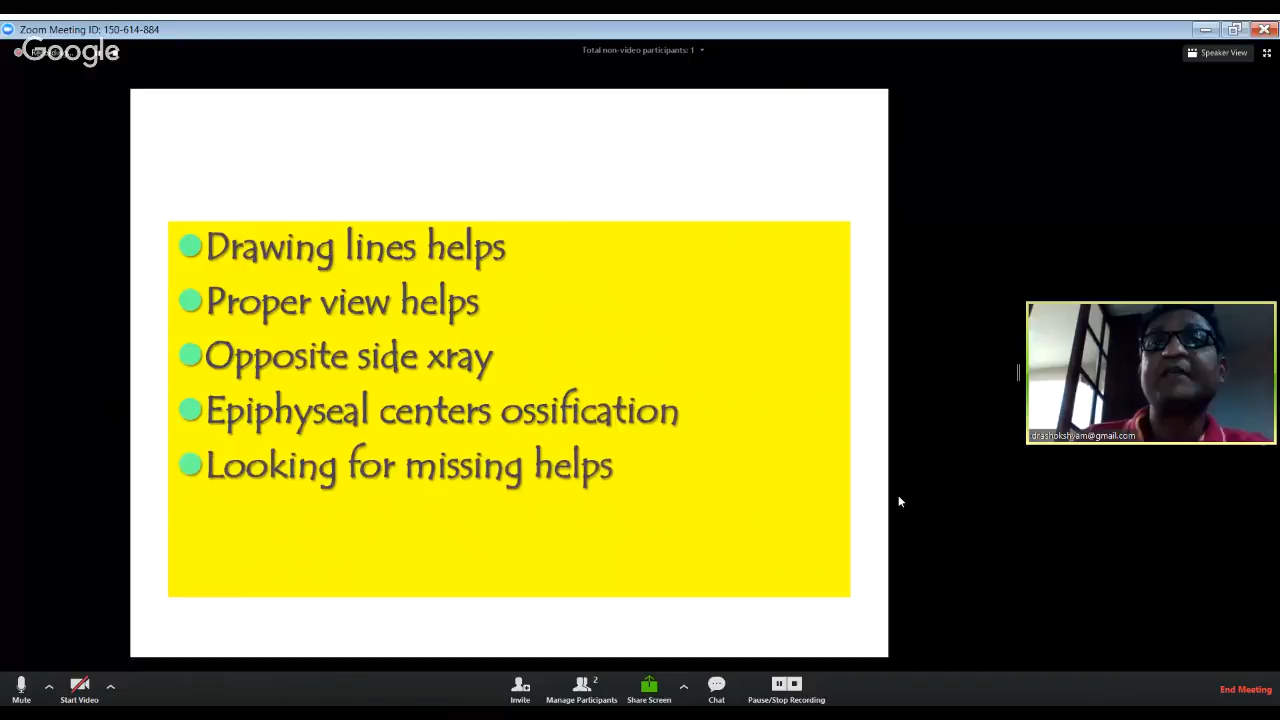 Zoom Meeting ID: 150-614-884
Google
Total non-video participants: 1
Speaker View
Drawing lines helps
Proper view helps
Opposite side xray
Epiphyseal centers ossification
Looking for missing helps
drashokshyam@gmail.com
Mute
Start Video
Invite
2
Manage Participants
Share Screen
Chat
Pause/Stop Recording
End Meeting